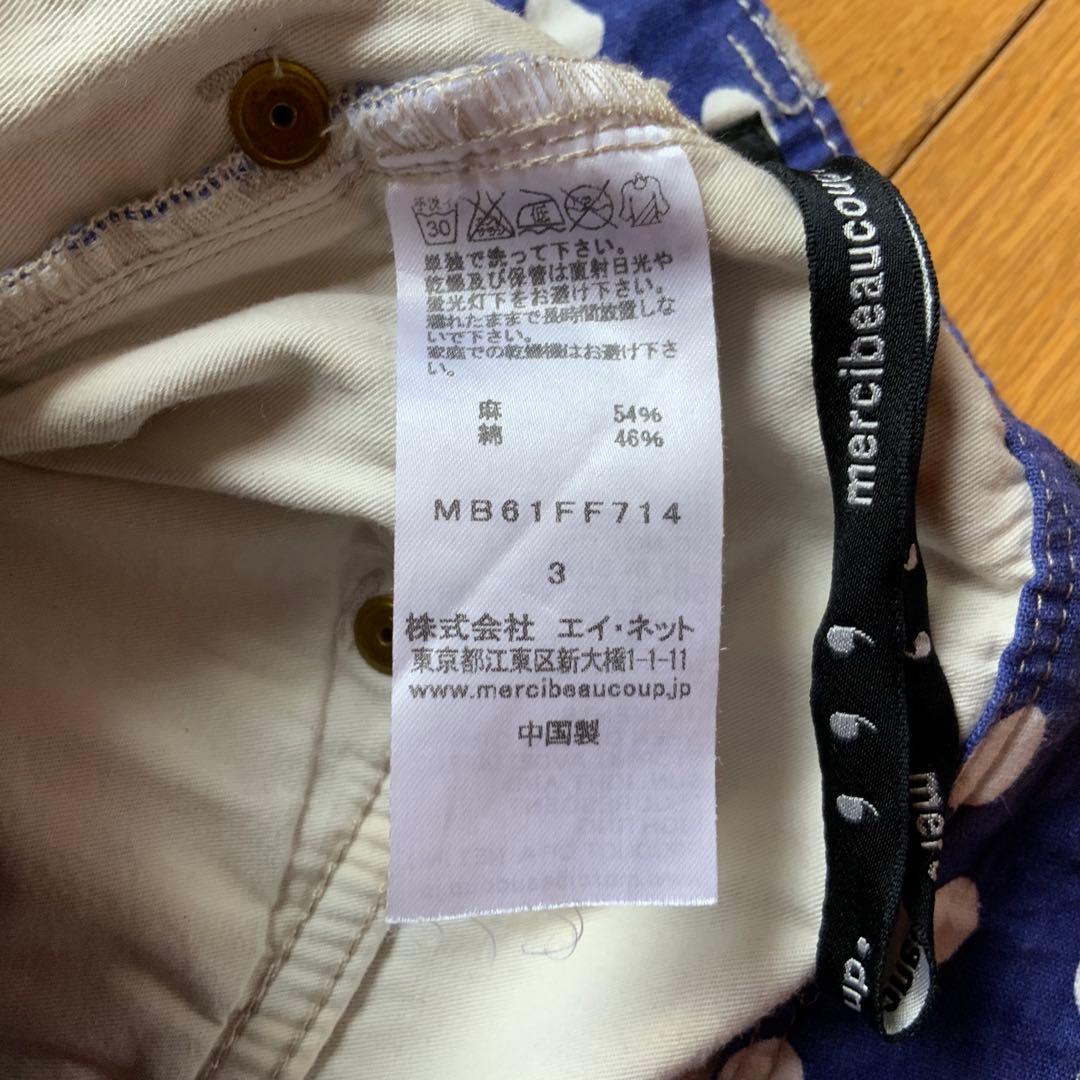 手洗イ
30
低
単独で洗って下さい。
乾燥及び保管は直射日光や
蛍光灯下をお避け下さい。
濡れたままで長時間放置しな
いで下さい。
家庭での乾燥機はお避け下さ
い。
麻 54%
綿 46%
MB61FF714
3
株式会社 エイ・ネット
東京都江東区新大橋1-1-11
www.mercibeaucoup.jp
中国製
mercibeaucoup
,,,
mer
up.